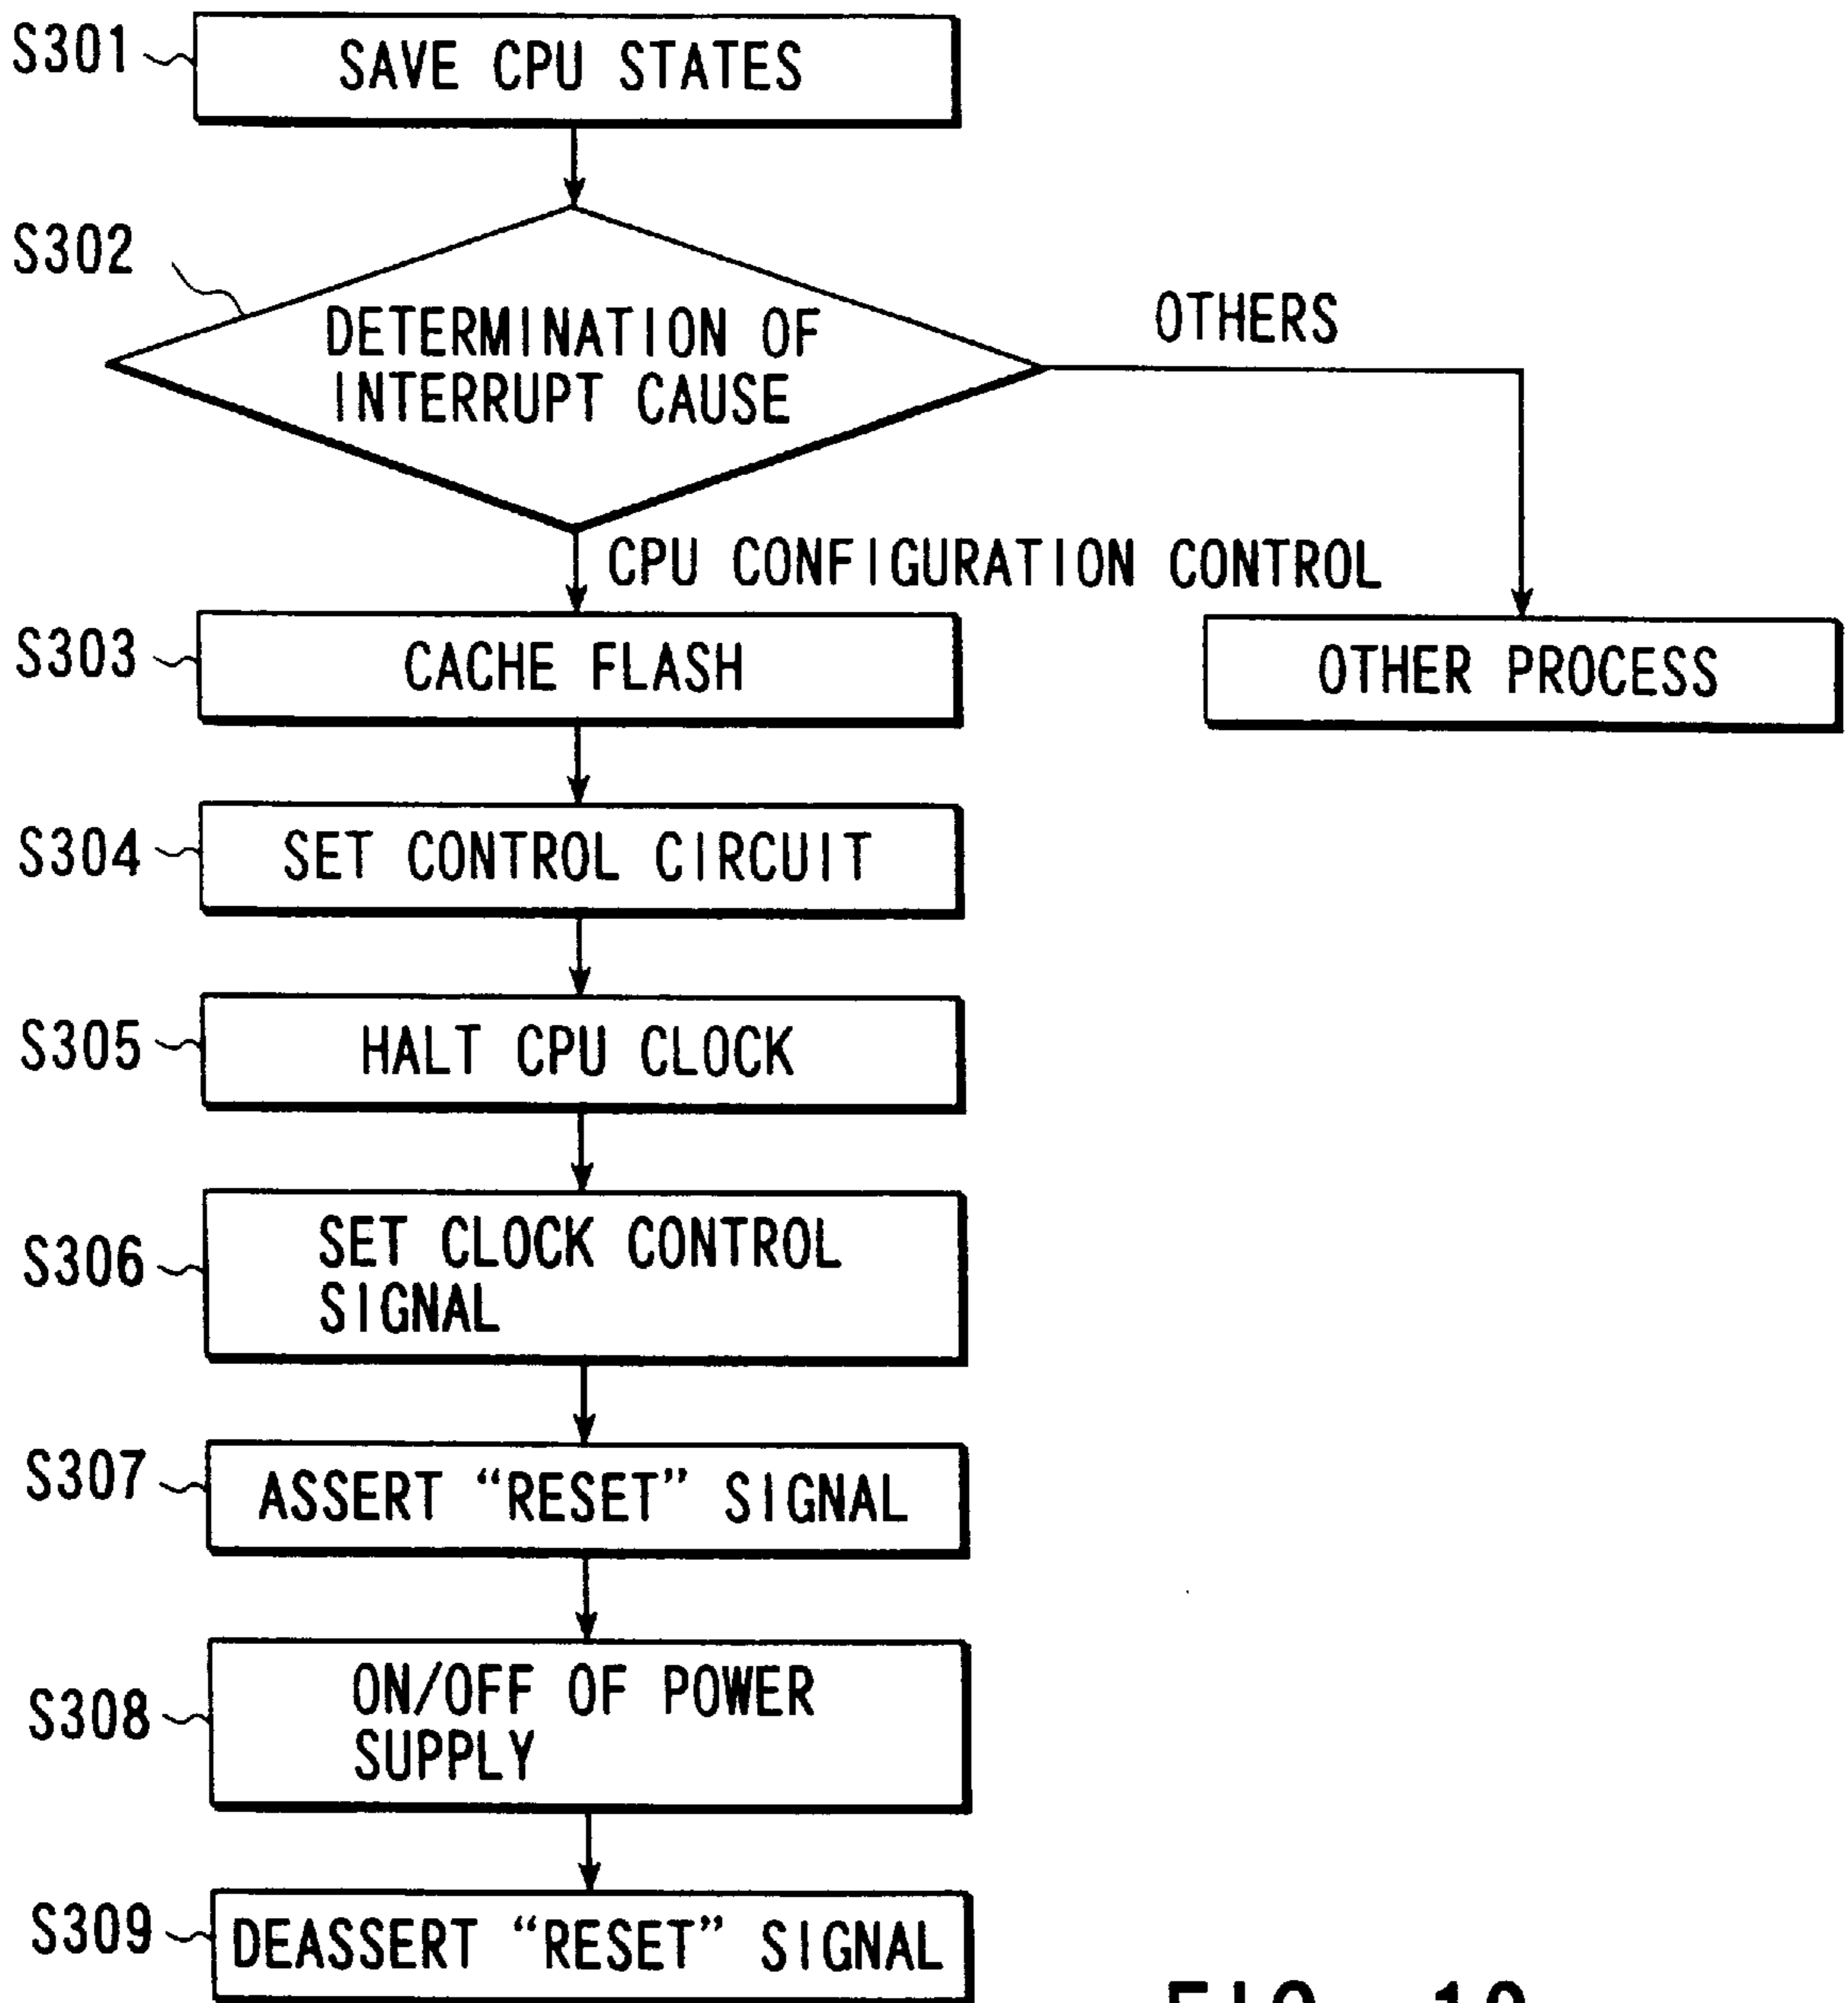 S301
SAVE CPU STATES
S302
DETERMINATION OF
INTERRUPT CAUSE
OTHERS
CPU CONFIGURATION CONTROL
S303
CACHE FLASH
OTHER PROCESS
S304
SET CONTROL CIRCUIT
S305
HALT CPU CLOCK
S306
SET CLOCK CONTROL
SIGNAL
S307
ASSERT “RESET” SIGNAL
S308
ON/OFF OF POWER
SUPPLY
S309
DEASSERT “RESET” SIGNAL